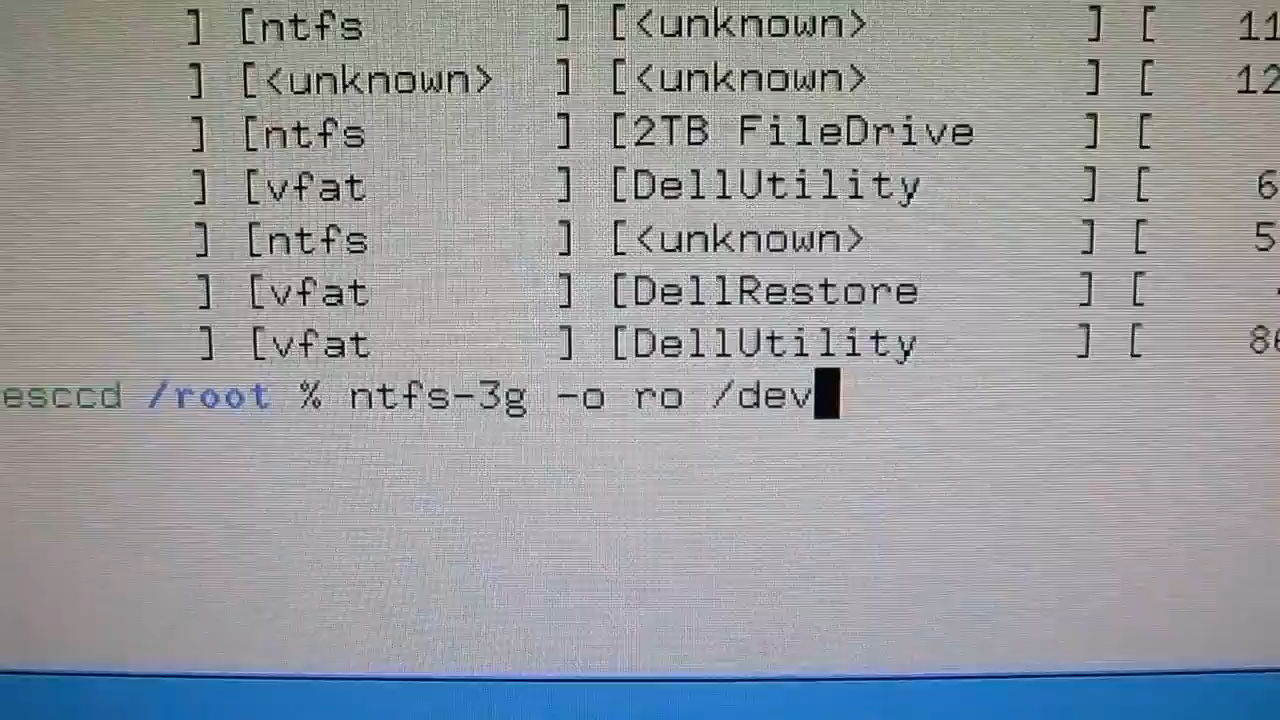 ] [ntfs ] [<unknown> ] [ 11
] [<unknown> ] [<unknown> ] [ 12
] [ntfs ] [2TB FileDrive ] [
] [vfat ] [DellUtility ] [ 6
] [ntfs ] [<unknown> ] [ 5
] [vfat ] [DellRestore ] [
] [vfat ] [DellUtility ] [ 86
esccd /root % ntfs-3g -o ro /dev